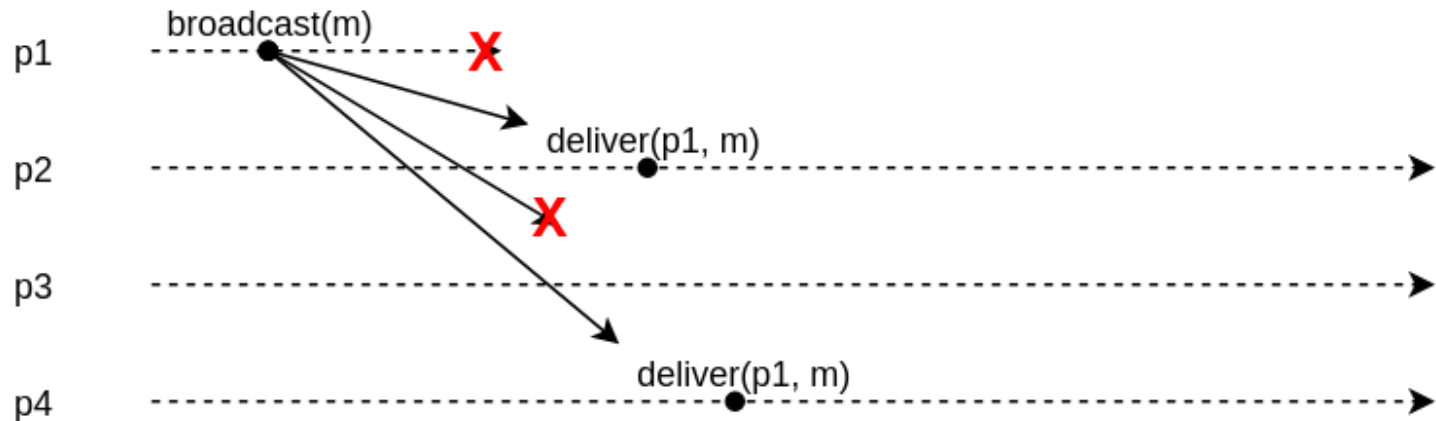 broadcast(m)
p1
X
deliver(p1, m)
p2
X
p3
deliver(p1, m)
p4